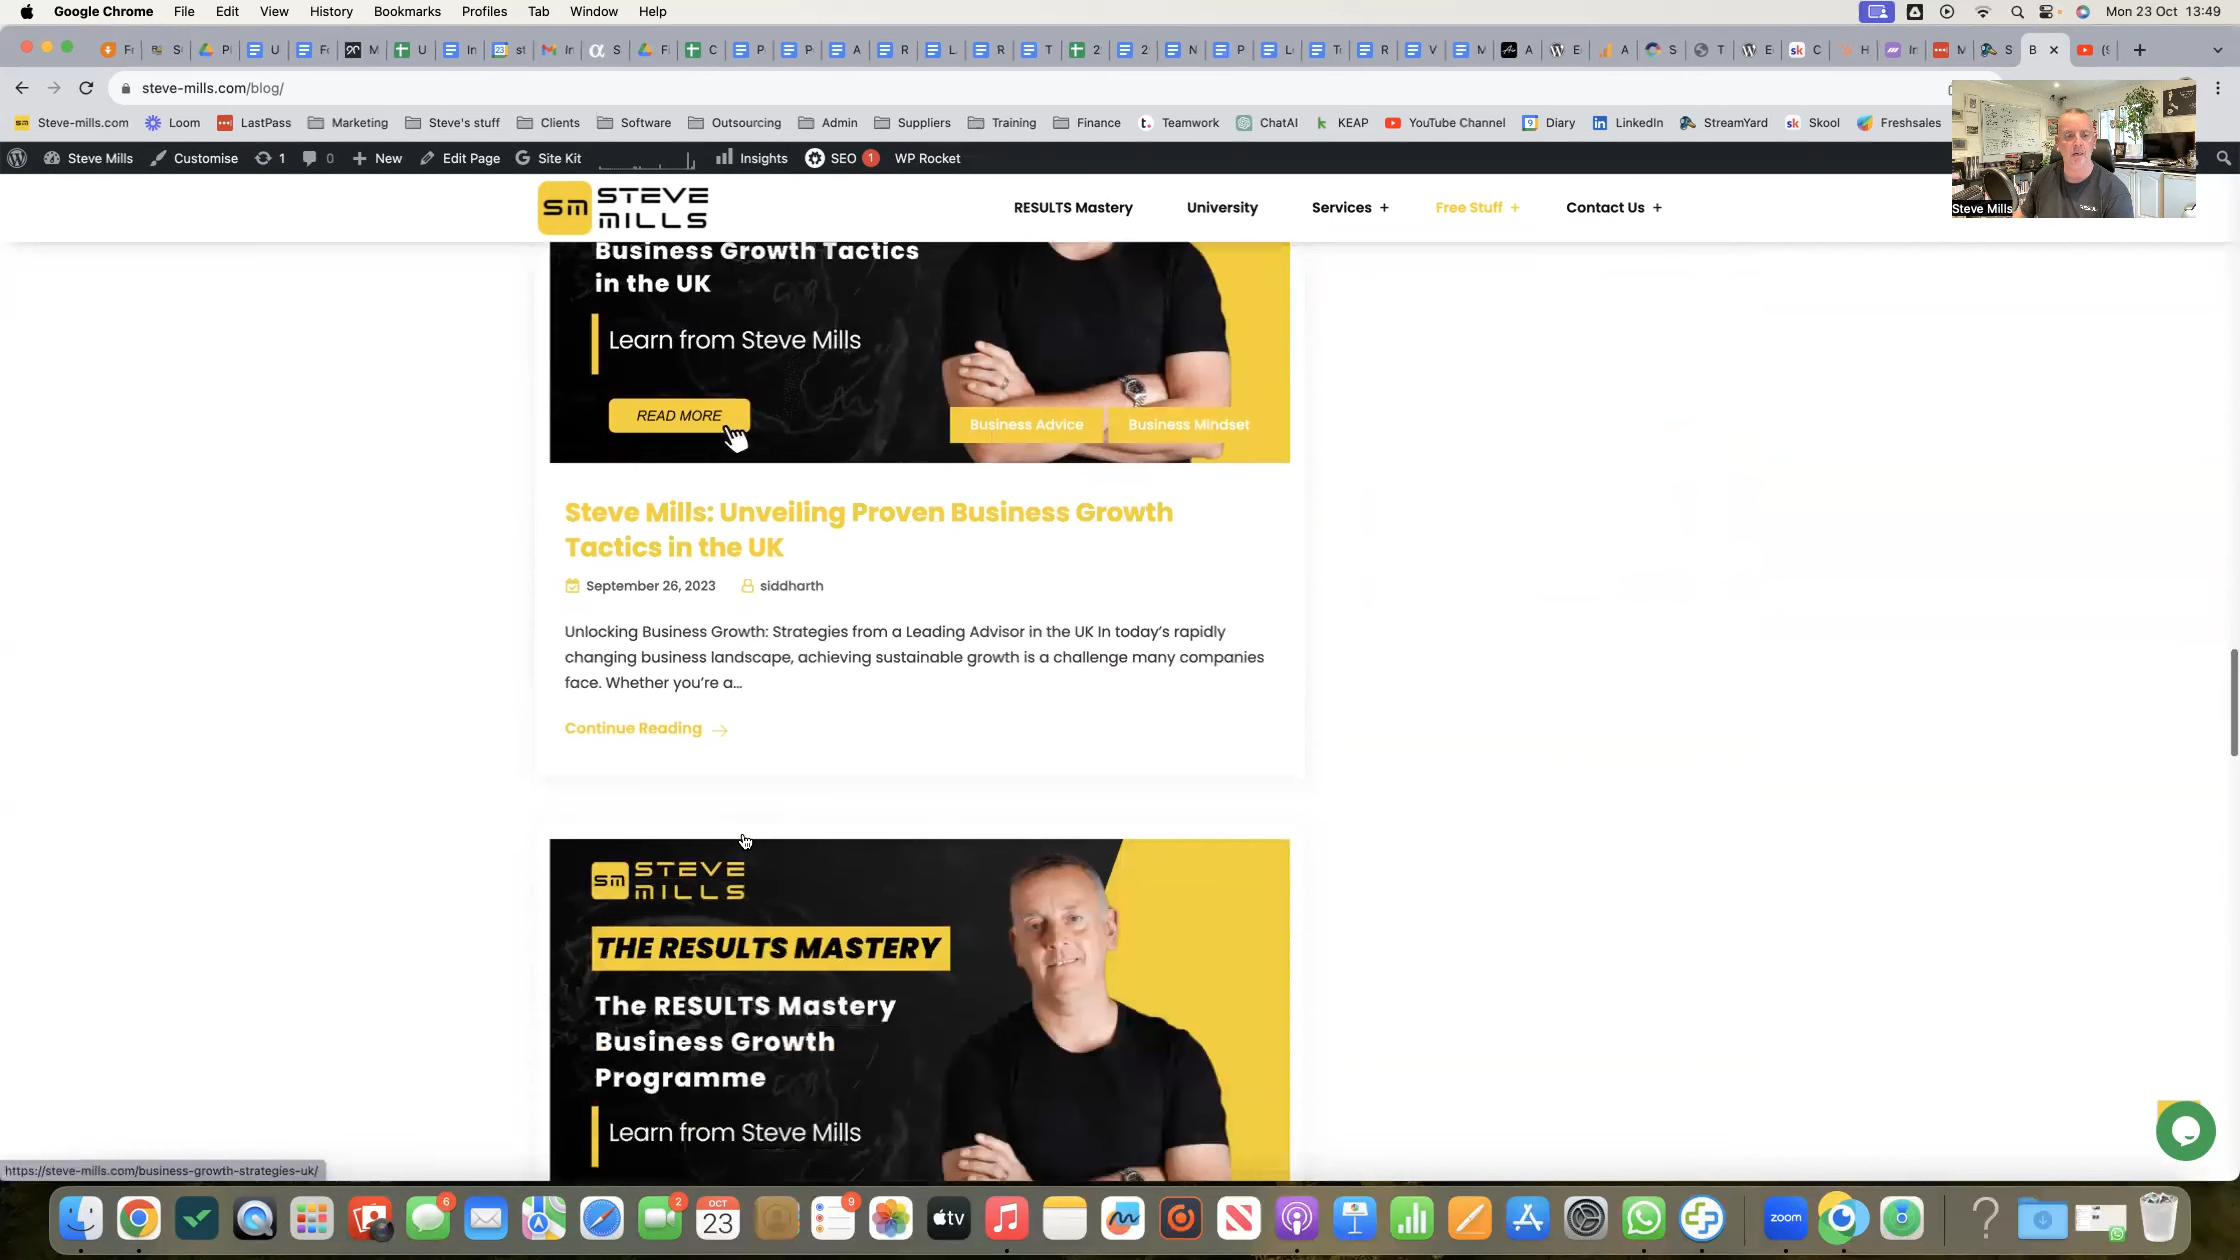 Google Chrome File Edit View History Bookmarks Profiles Tab Window Help Mon 23 Oct 13:49
steve-mills.com/blog/
Steve-mills.com Loom LastPass Marketing Steve's stuff Clients Software Outsourcing Admin Suppliers Training Finance Teamwork ChatAI KEAP YouTube Channel Diary LinkedIn StreamYard Skool Freshsales
Steve Mills Customise 1 0 New Edit Page Site Kit Insights SEO 1 WP Rocket
Steve Mills
SM STEVE MILLS
RESULTS Mastery University Services + Free Stuff + Contact Us +
Business Growth Tactics
in the UK
Learn from Steve Mills
READ MORE
Business Advice Business Mindset
Steve Mills: Unveiling Proven Business Growth
Tactics in the UK
September 26, 2023 siddharth
Unlocking Business Growth: Strategies from a Leading Advisor in the UK In today's rapidly
changing business landscape, achieving sustainable growth is a challenge many companies
face. Whether you're a...
Continue Reading
SM STEVE MILLS
THE RESULTS MASTERY
The RESULTS Mastery
Business Growth
Programme
Learn from Steve Mills
https://steve-mills.com/business-growth-strategies-uk/
6 2 OCT 23 9 tv zoom